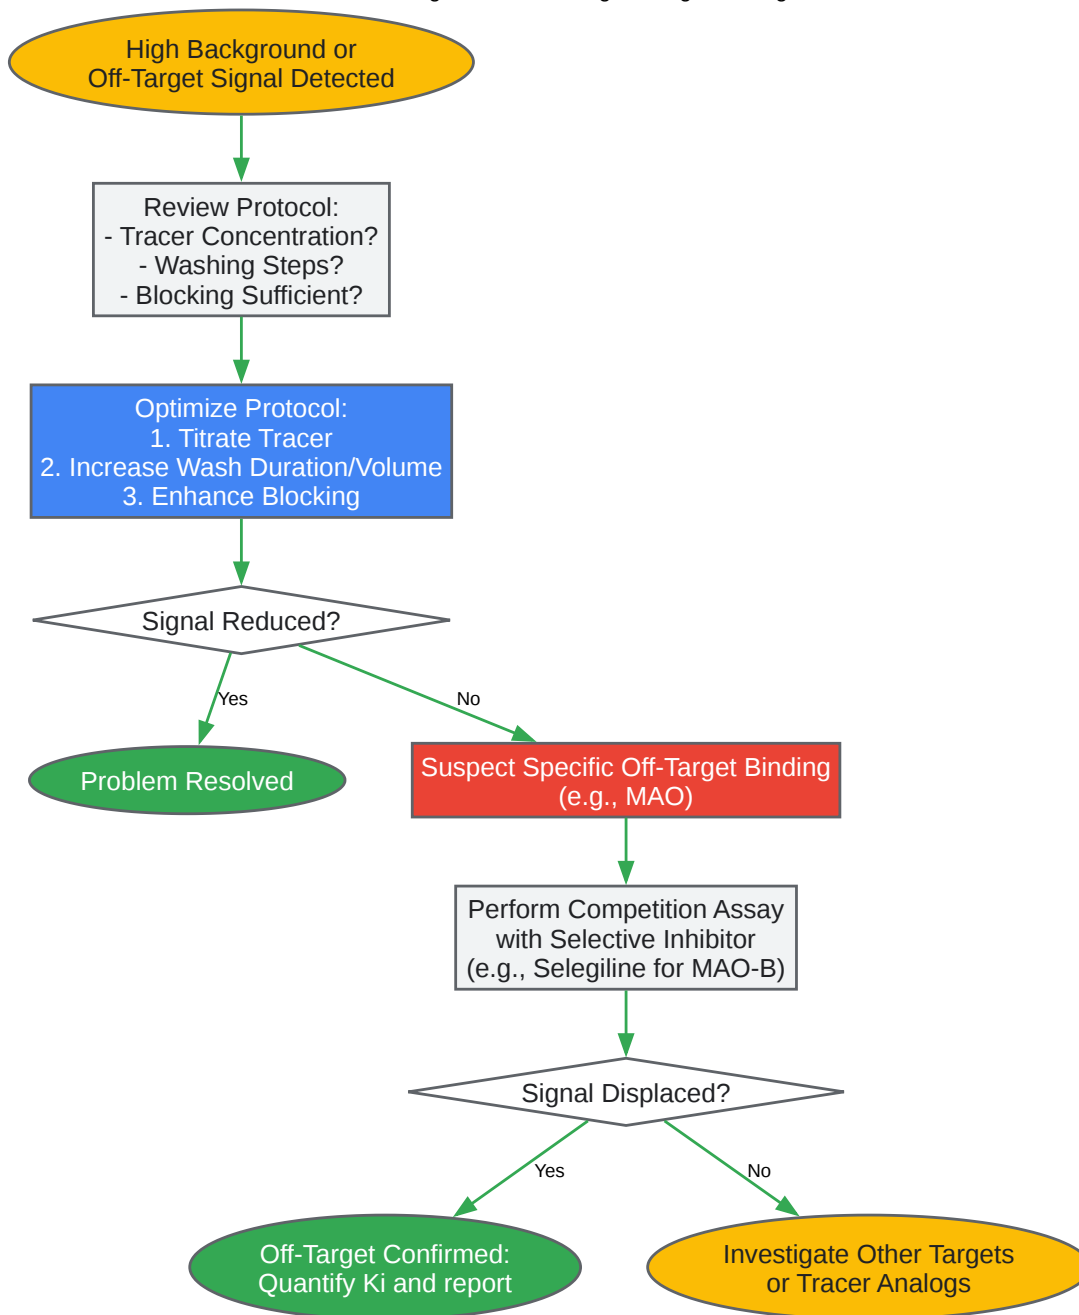 High Background or
Off-Target Signal Detected
Review Protocol:
- Tracer Concentration?
- Washing Steps?
- Blocking Sufficient?
Optimize Protocol:
1. Titrate Tracer
2. Increase Wash Duration/Volume
3. Enhance Blocking
Signal Reduced?
Yes
No
Problem Resolved
Suspect Specific Off-Target Binding
(e.g., MAO)
Perform Competition Assay
with Selective Inhibitor
(e.g., Selegiline for MAO-B)
Signal Displaced?
Yes
No
Off-Target Confirmed:
Quantify Ki and report
Investigate Other Targets
or Tracer Analogs